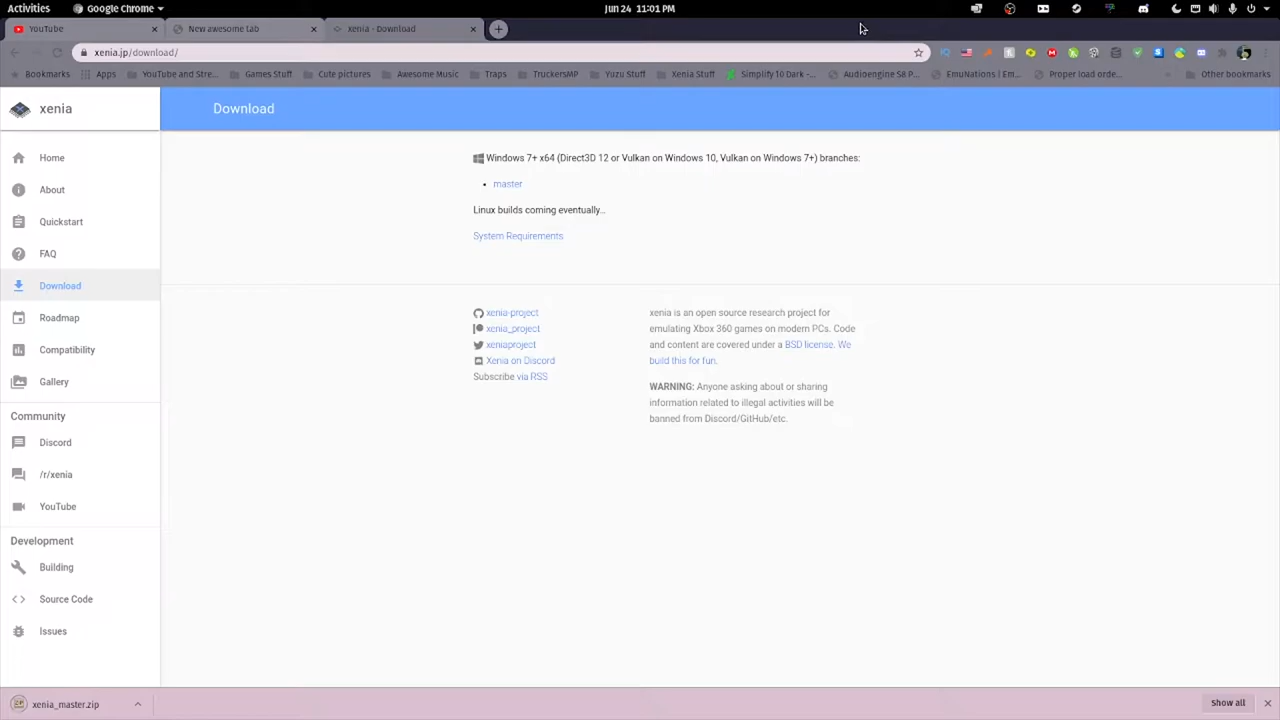 Activities
Google Chrome
Jun 24 11:01 PM
YouTube
New awesome tab
xenia - Download
xenia.jp/download/
Bookmarks
Apps
YouTube and Stre...
Games Stuff
Cute pictures
Awesome Music
Traps
TruckersMP
Yuzu Stuff
Xenia Stuff
Simplify 10 Dark -...
Audioengine S8 P...
EmuNations | Em...
Proper load orde...
Other bookmarks
xenia
Download
Home
About
Quickstart
FAQ
Download
Roadmap
Compatibility
Gallery
Community
Discord
/r/xenia
YouTube
Development
Building
Source Code
Issues
Windows 7+ x64 (Direct3D 12 or Vulkan on Windows 10, Vulkan on Windows 7+) branches:
master
Linux builds coming eventually...
System Requirements
xenia-project
xenia_project
xeniaproject
Xenia on Discord
Subscribe via RSS
xenia is an open source research project for
emulating Xbox 360 games on modern PCs. Code
and content are covered under a BSD license. We
build this for fun.
WARNING: Anyone asking about or sharing
information related to illegal activities will be
banned from Discord/GitHub/etc.
xenia_master.zip
Show all